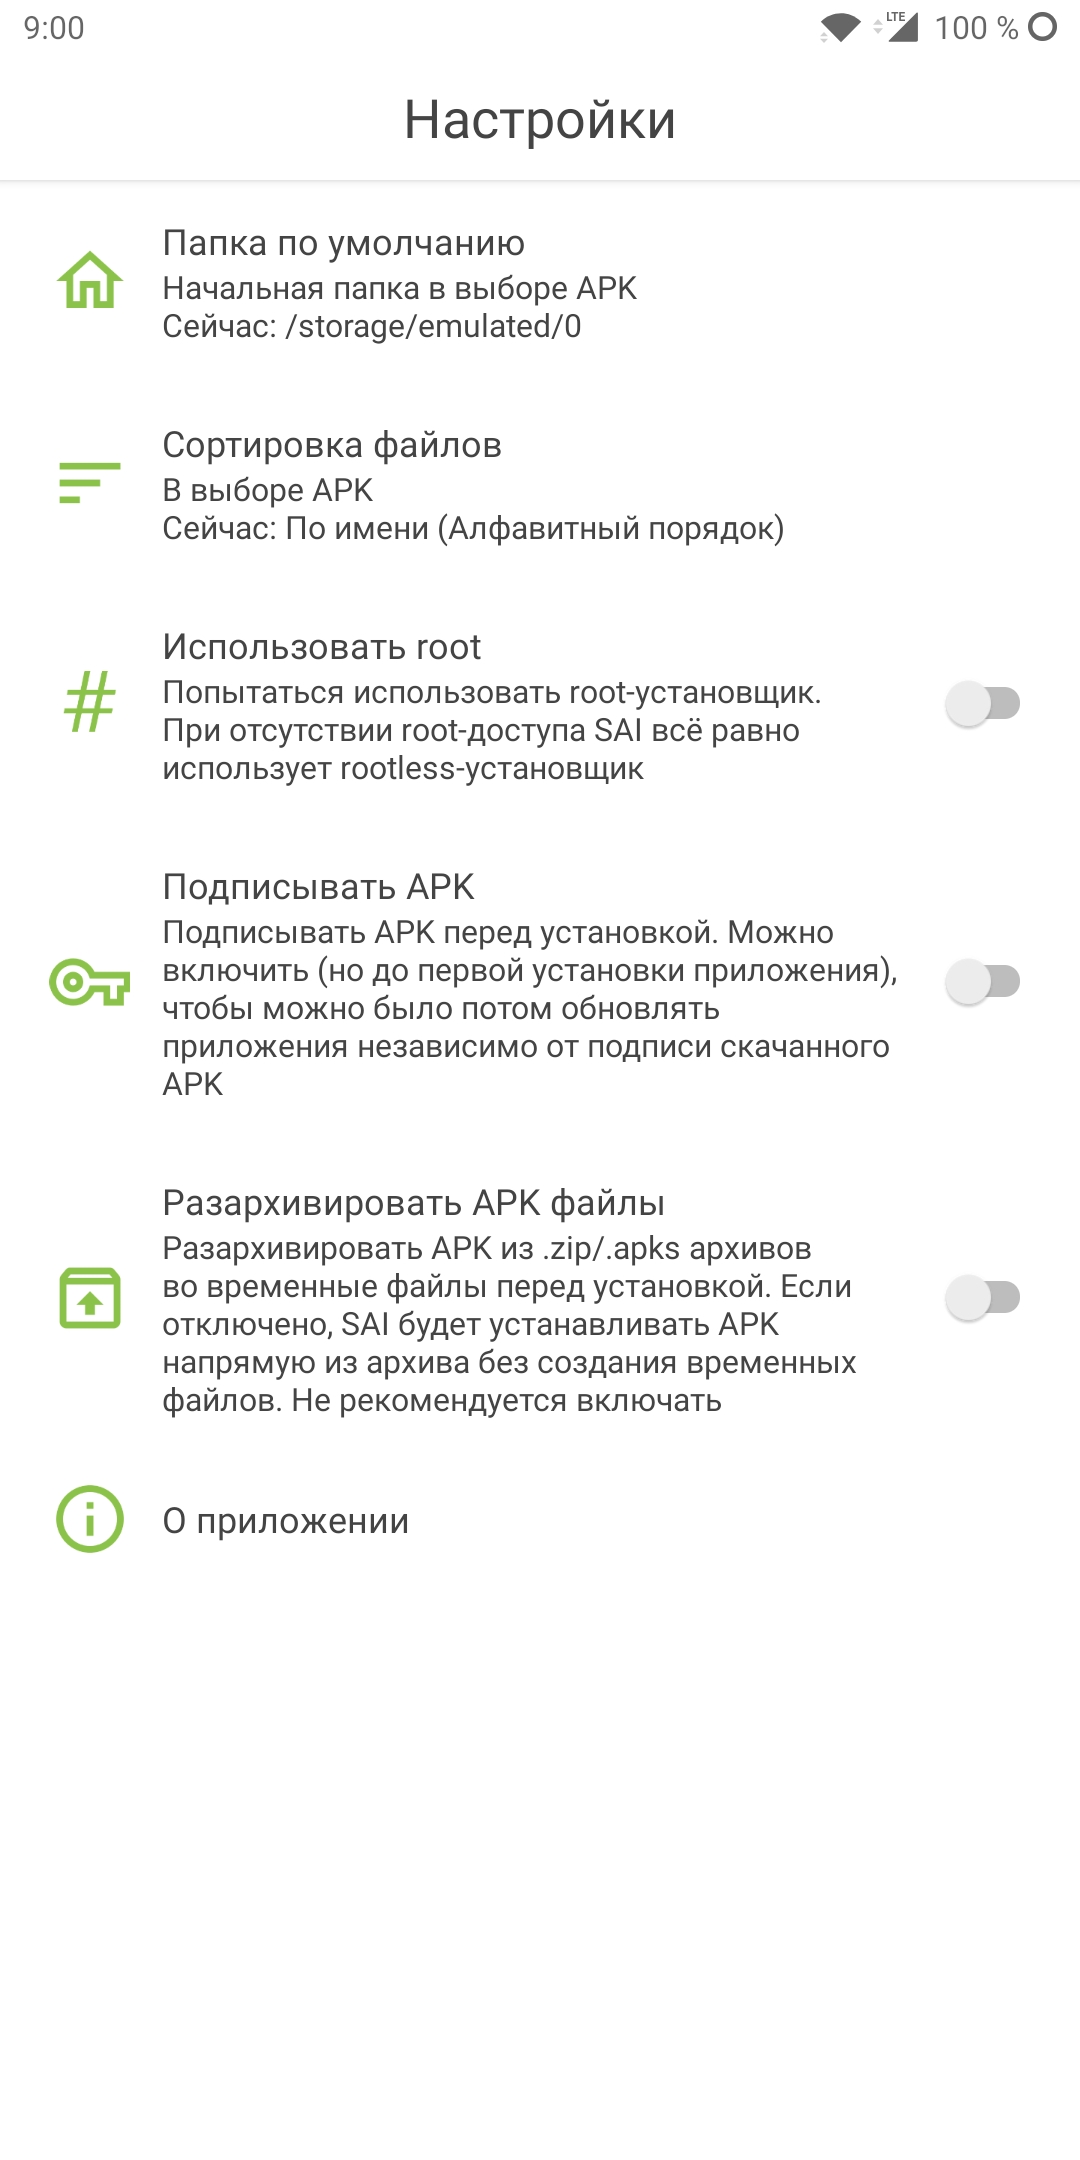 9:00
LTE 100 %
Настройки
Папка по умолчанию
Начальная папка в выборе APK
Сейчас: /storage/emulated/0
Сортировка файлов
В выборе APK
Сейчас: По имени (Алфавитный порядок)
Использовать root
Попытаться использовать root-установщик.
При отсутствии root-доступа SAI всё равно
использует rootless-установщик
Подписывать APK
Подписывать APK перед установкой. Можно
включить (но до первой установки приложения),
чтобы можно было потом обновлять
приложения независимо от подписи скачанного
APK
Разархивировать APK файлы
Разархивировать APK из .zip/.apks архивов
во временные файлы перед установкой. Если
отключено, SAI будет устанавливать APK
напрямую из архива без создания временных
файлов. Не рекомендуется включать
О приложении